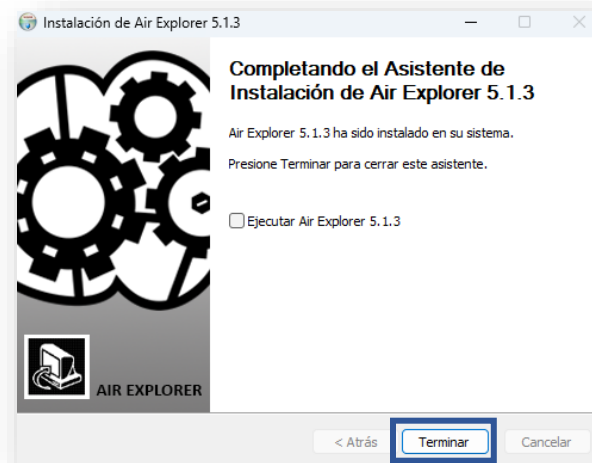 Instalación de Air Explorer 5.1.3
Completando el Asistente de
Instalación de Air Explorer 5.1.3
Air Explorer 5.1.3 ha sido instalado en su sistema.
Presione Terminar para cerrar este asistente.
Ejecutar Air Explorer 5.1.3
AIR EXPLORER
< Atrás
Terminar
Cancelar